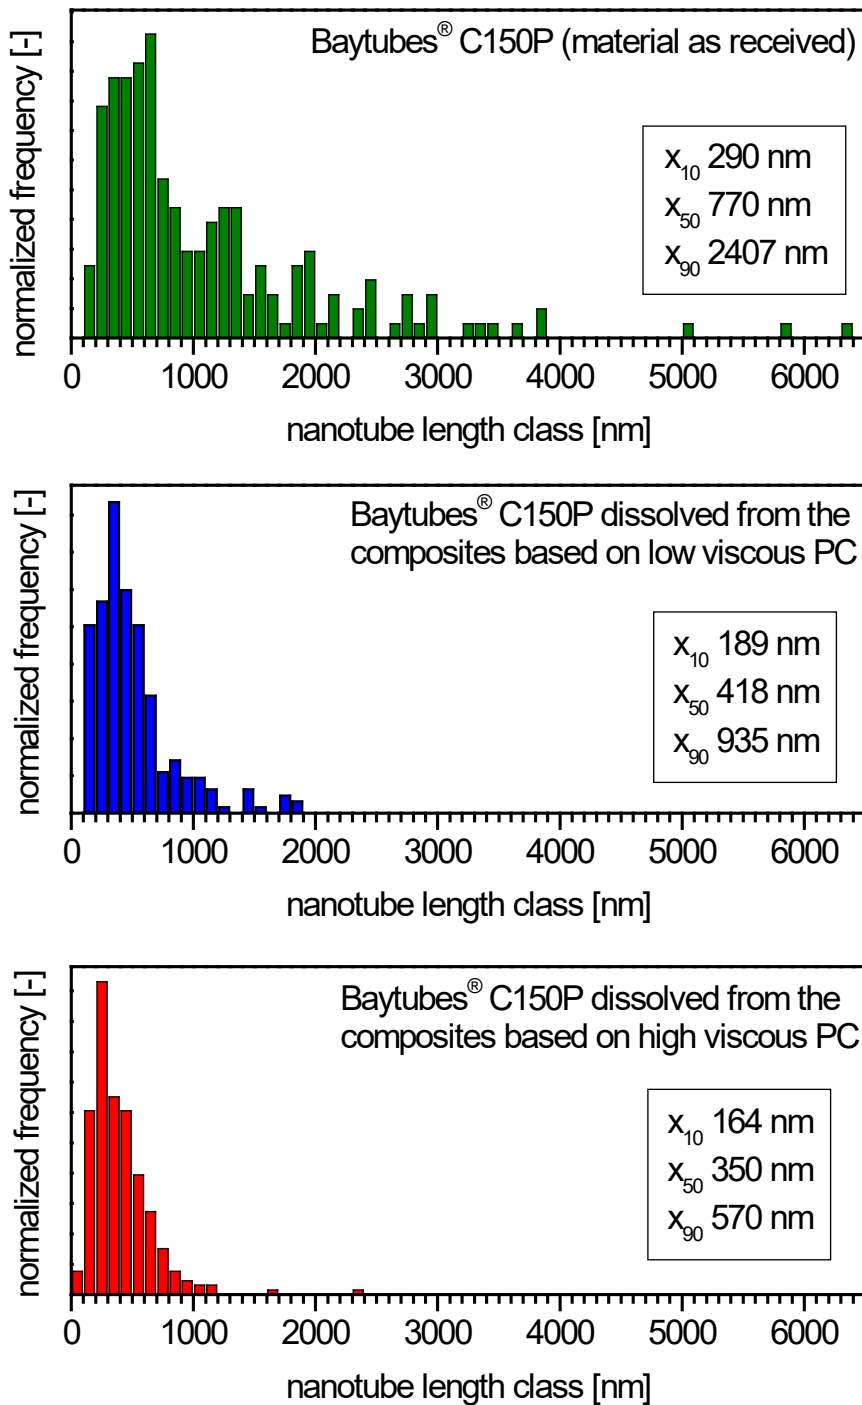 Baytubes® C150P (material as received)
normalized frequency [-]
x₁₀ 290 nm
x₅₀ 770 nm
x₉₀ 2407 nm
0 1000 2000 3000 4000 5000 6000
nanotube length class [nm]
Baytubes® C150P dissolved from the
composites based on low viscous PC
normalized frequency [-]
x₁₀ 189 nm
x₅₀ 418 nm
x₉₀ 935 nm
0 1000 2000 3000 4000 5000 6000
nanotube length class [nm]
Baytubes® C150P dissolved from the
composites based on high viscous PC
normalized frequency [-]
x₁₀ 164 nm
x₅₀ 350 nm
x₉₀ 570 nm
0 1000 2000 3000 4000 5000 6000
nanotube length class [nm]